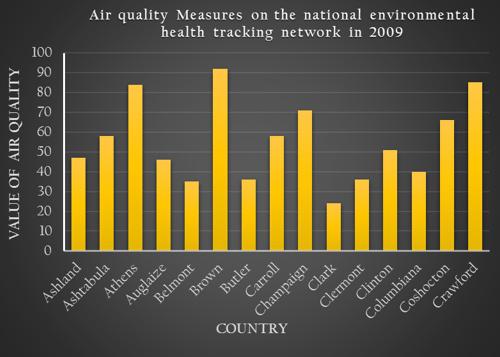 Air quality Measures on the national environmental
health tracking network in 2009
VALUE OF AIR QUALITY
100
90
80
70
60
50
40
30
20
10
0
Ashland
Ashtabula
Athens
Auglaize
Belmont
Brown
Butler
Carroll
Champaign
Clark
Clermont
Clinton
Columbiana
Coshocton
Crawford
COUNTRY